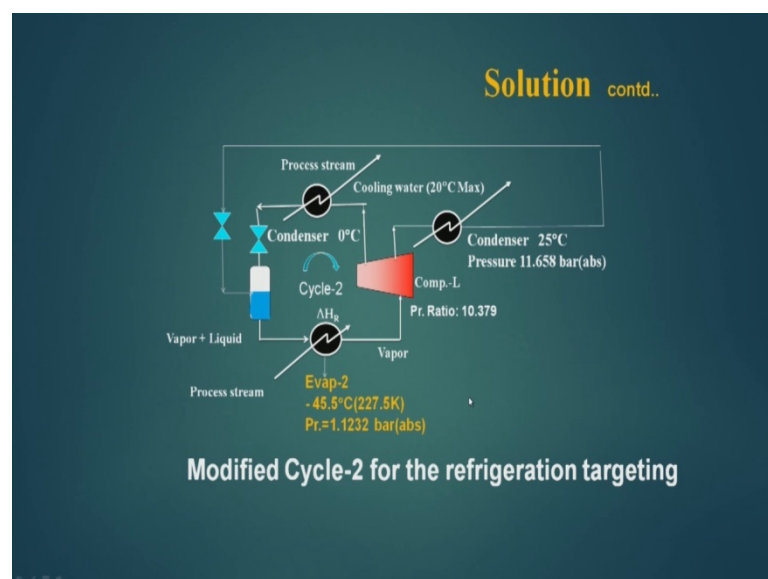 Solution contd..
Process stream
Cooling water (20°C Max)
Condenser 0°C
Condenser 25°C
Pressure 11.658 bar(abs)
Cycle-2
Comp.-L
Pr. Ratio: 10.379
ΔH_R
Vapor + Liquid
Vapor
Process stream
Evap-2
- 45.5°C(227.5K)
Pr.=1.1232 bar(abs)
Modified Cycle-2 for the refrigeration targeting